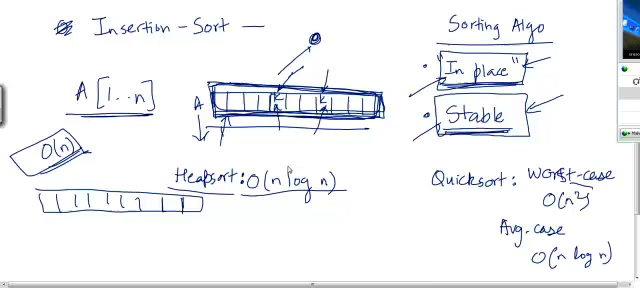 Insertion-Sort —
Sorting Algo
"In place"
A [1..n]
A
Stable
O(n)
Heapsort: O(n log n)
Quicksort: Worst-case
O(n²)
Avg. case
O(n log n)